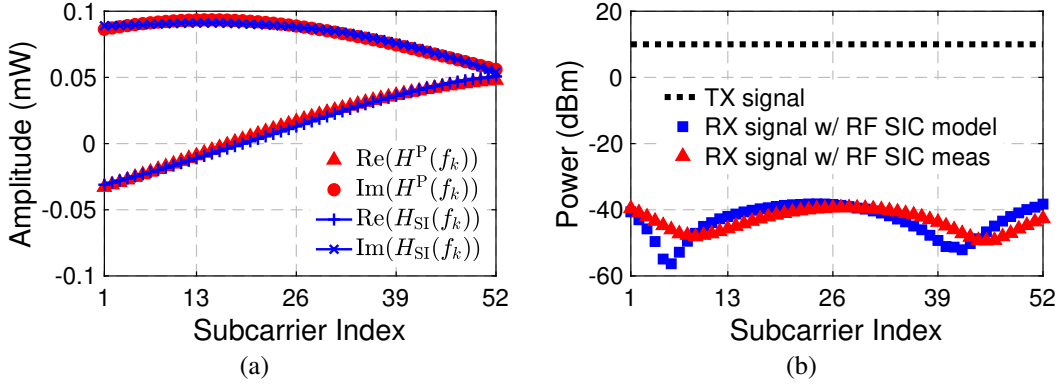 0.1
0.05
0
-0.05
-0.1
Amplitude (mW)
Re(H^P(f_k))
Im(H^P(f_k))
Re(H_SI(f_k))
Im(H_SI(f_k))
1 13 26 39 52
Subcarrier Index
(a)
40
20
0
-20
-40
-60
Power (dBm)
TX signal
RX signal w/ RF SIC model
RX signal w/ RF SIC meas
1 13 26 39 52
Subcarrier Index
(b)